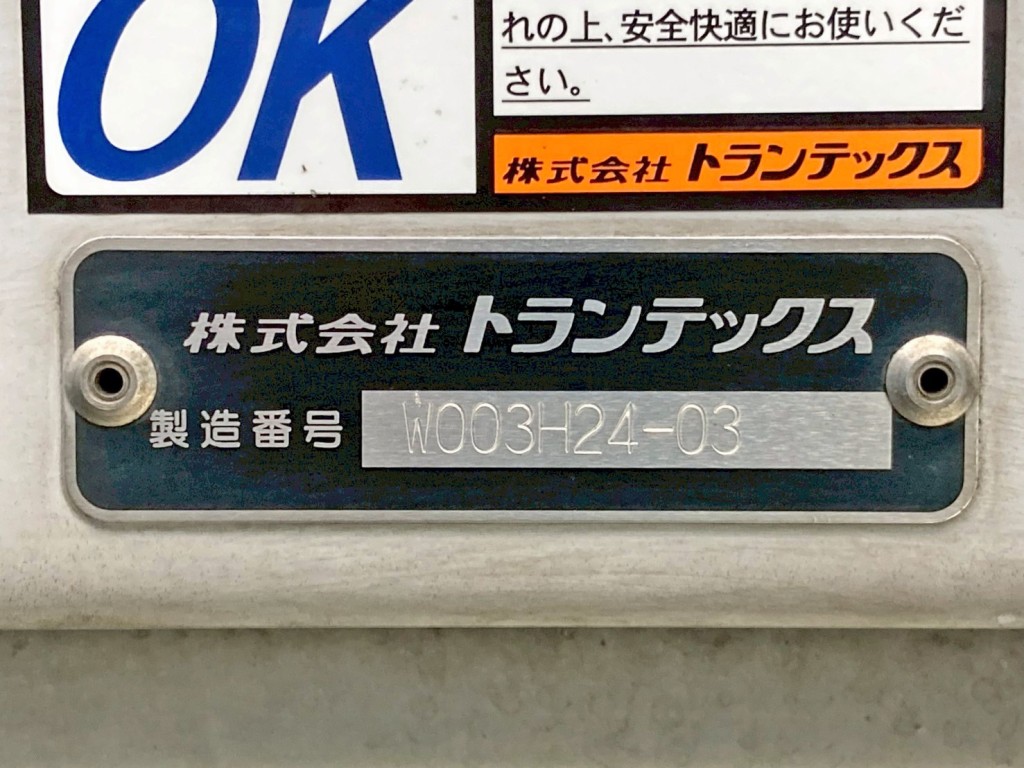 OK
れの上、安全快適にお使いくだ
さい。
株式会社 トランテックス
株式会社 トランテックス
製造番号 W003H24-03